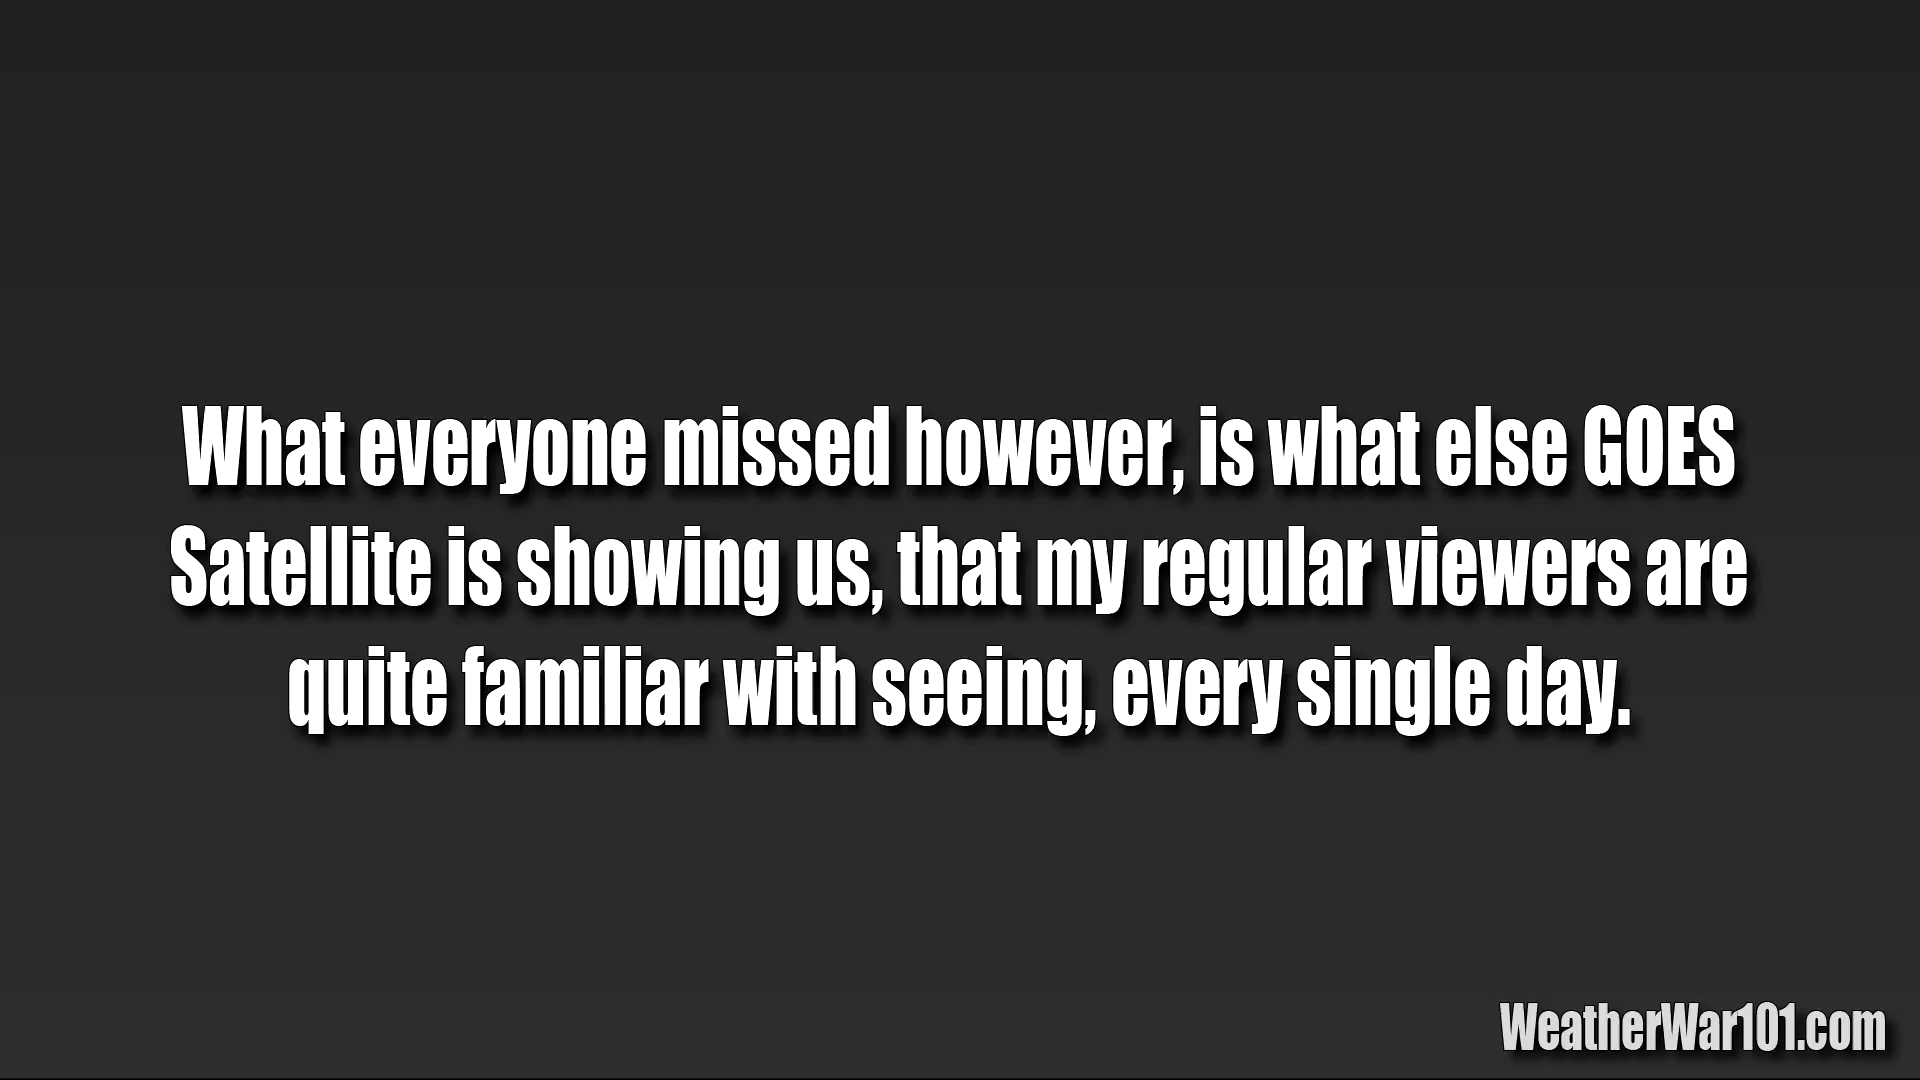 What everyone missed however, is what else GOES
Satellite is showing us, that my regular viewers are
quite familiar with seeing, every single day.
WeatherWar101.com